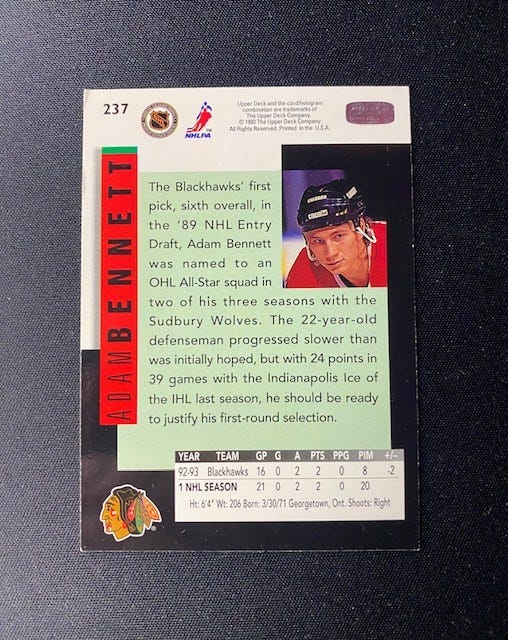 237
NHLPA
Upper Deck and the card/hologram
combination are trademarks of
The Upper Deck Company.
© 1993 The Upper Deck Company.
All Rights Reserved. Printed in the U.S.A.
ADAM BENNETT
The Blackhawks' first
pick, sixth overall, in
the '89 NHL Entry
Draft, Adam Bennett
was named to an
OHL All-Star squad in
two of his three seasons with the
Sudbury Wolves. The 22-year-old
defenseman progressed slower than
was initially hoped, but with 24 points in
39 games with the Indianapolis Ice of
the IHL last season, he should be ready
to justify his first-round selection.
YEAR TEAM GP G A PTS PPG PIM +/-
92-93 Blackhawks 16 0 2 2 0 8 -2
1 NHL SEASON 21 0 2 2 0 20
Ht: 6'4" Wt: 206 Born: 3/30/71 Georgetown, Ont. Shoots: Right